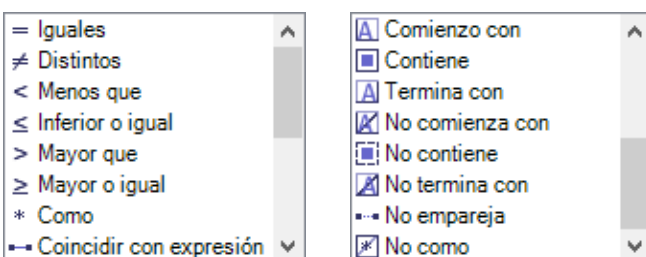 = Iguales
≠ Distintos
< Menos que
≤ Inferior o igual
> Mayor que
≥ Mayor o igual
* Como
Coincidir con expresión
A Comienzo con
Contiene
A Termina con
A No comienza con
No contiene
A No termina con
No empareja
* No como